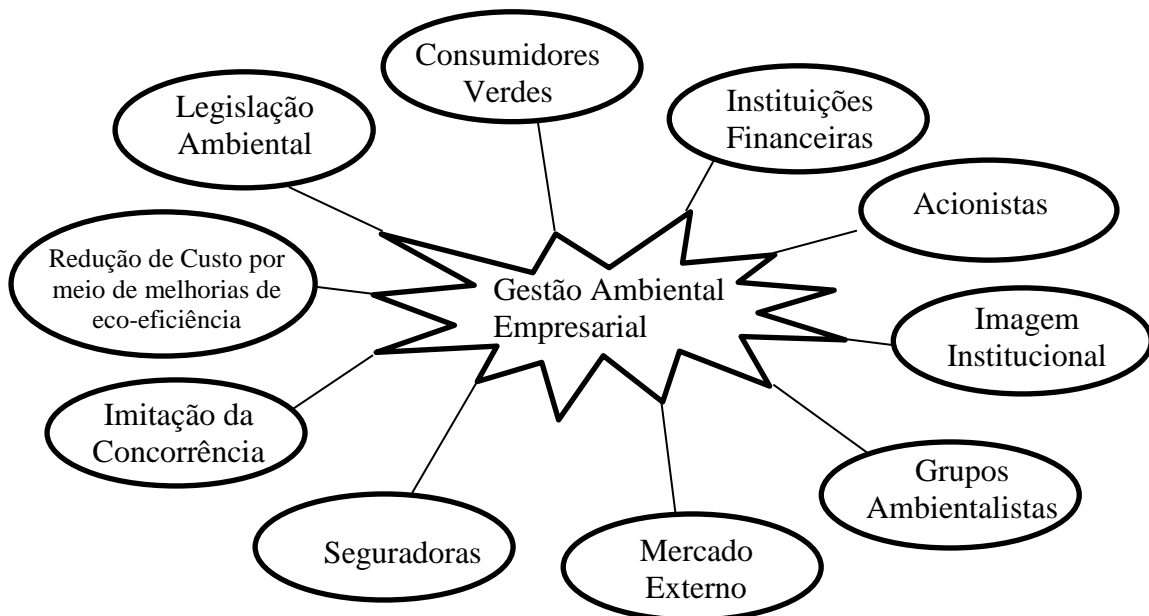 Consumidores
Verdes
Legislação
Ambiental
Instituições
Financeiras
Acionistas
Redução de Custo por
meio de melhorias de
eco-eficiência
Gestão Ambiental
Empresarial
Imagem
Institucional
Imitação da
Concorrência
Grupos
Ambientalistas
Seguradoras
Mercado
Externo